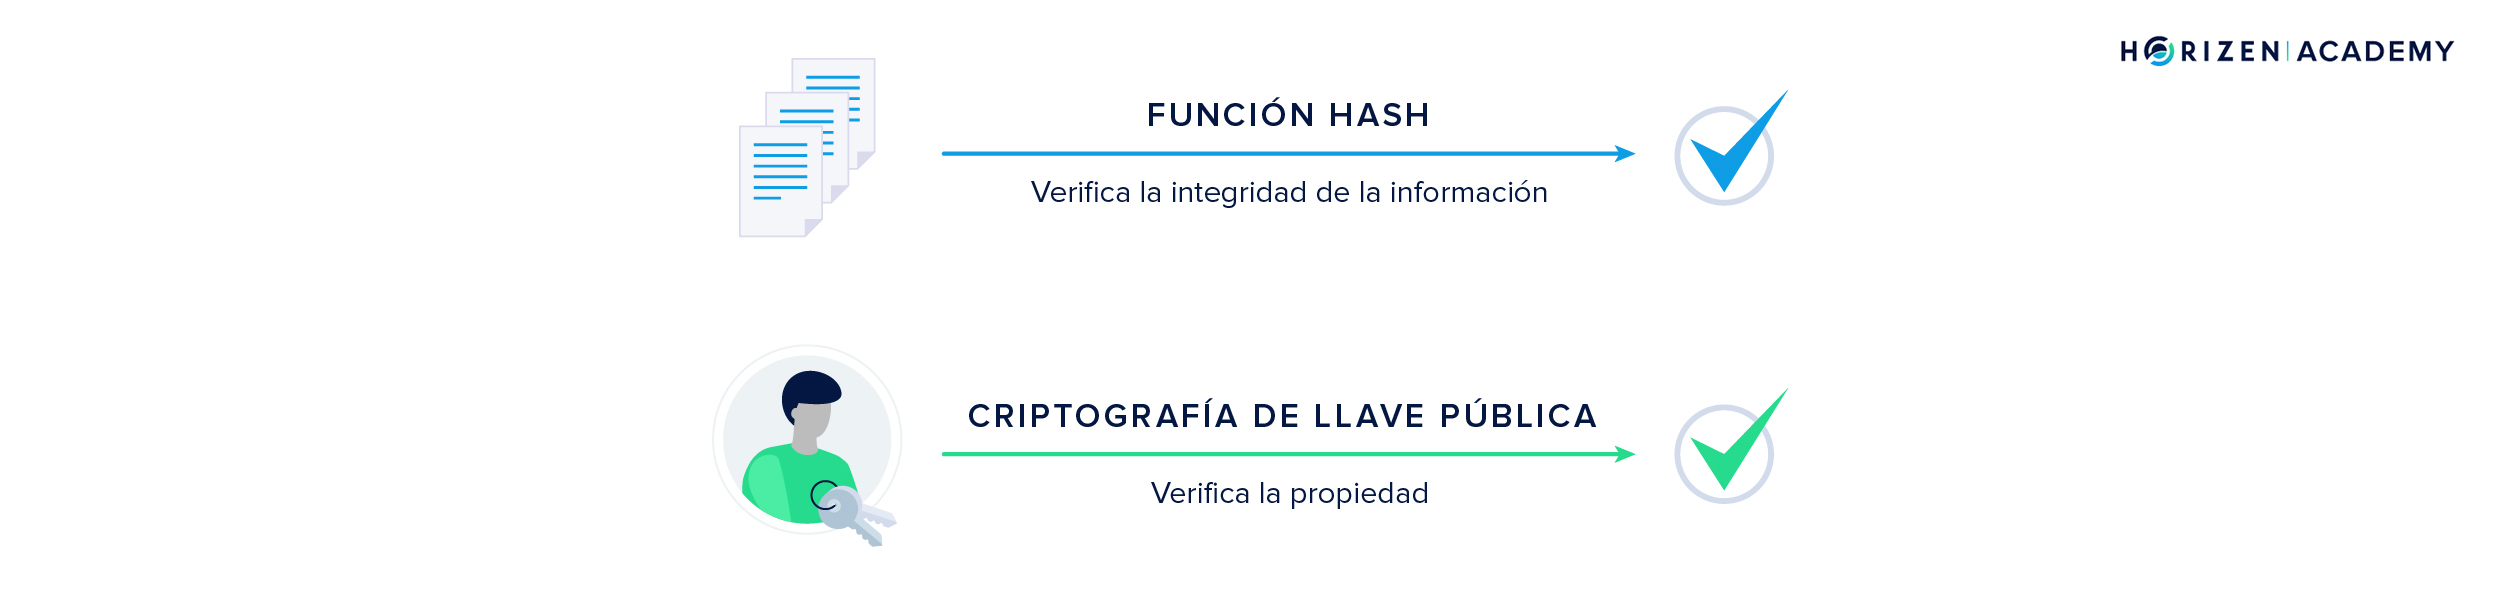 HORIZEN | ACADEMY
FUNCIÓN HASH
Verifica la integridad de la información
CRIPTOGRAFÍA DE LLAVE PÚBLICA
Verifica la propiedad